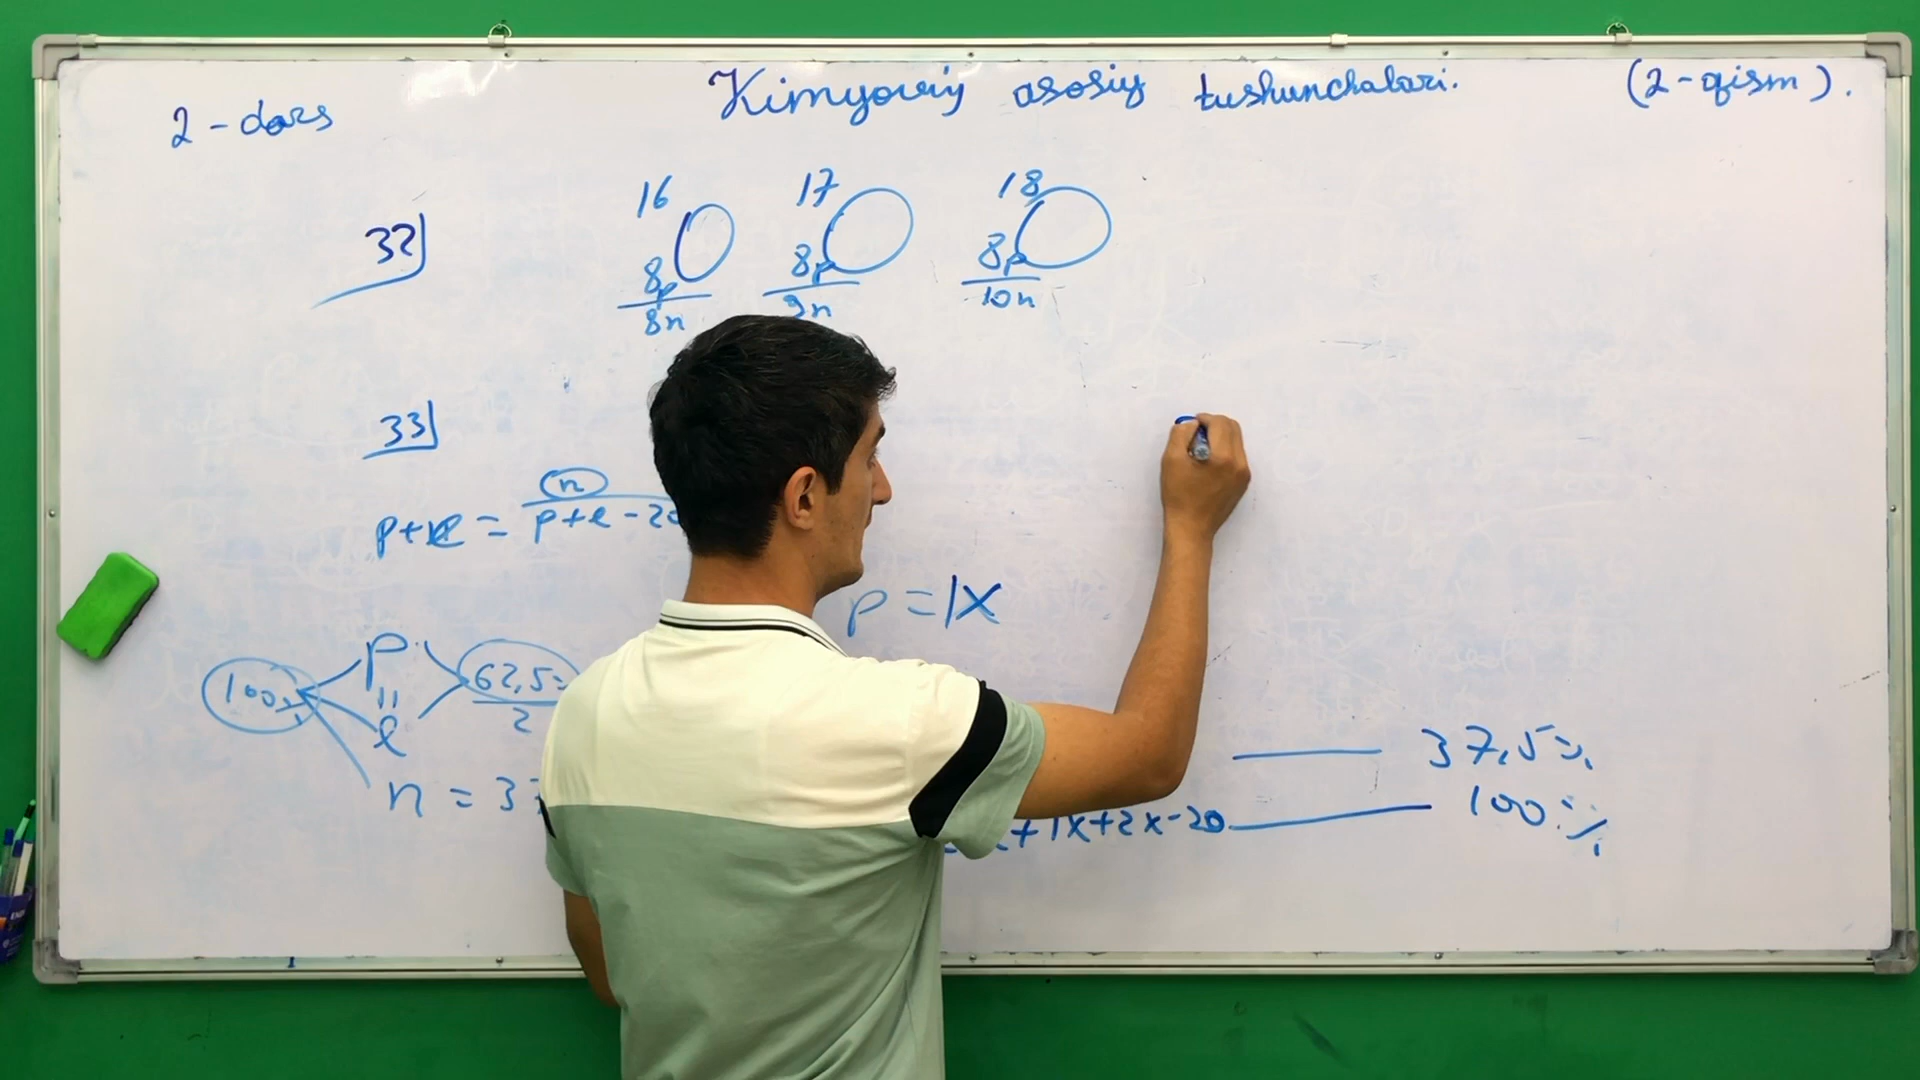 2-dars
Kimyoviy asosiy tushunchalari.
(2-qism).
32
16 O 8p 8n
17 O 8p 9n
18 O 8p 10n
33
n
p+e = p+e-20
p = 1x
100%
p = e
62,5%
2
n = 37
37,5%
+1x+2x-20
100%